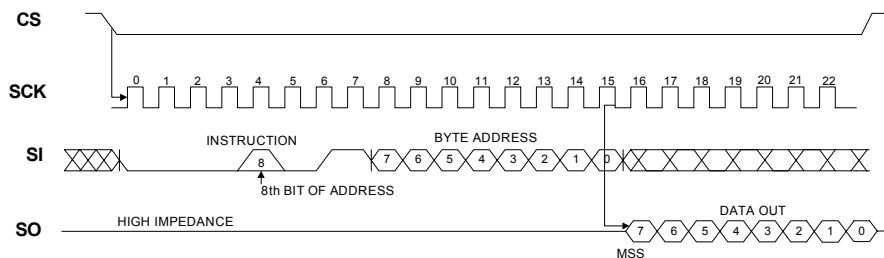 CS
0 1 2 3 4 5 6 7 8 9 10 11 12 13 14 15 16 17 18 19 20 21 22
SCK
INSTRUCTION
BYTE ADDRESS
SI
8
7 6 5 4 3 2 1 0
8th BIT OF ADDRESS
HIGH IMPEDANCE
DATA OUT
SO
7 6 5 4 3 2 1 0
MSS